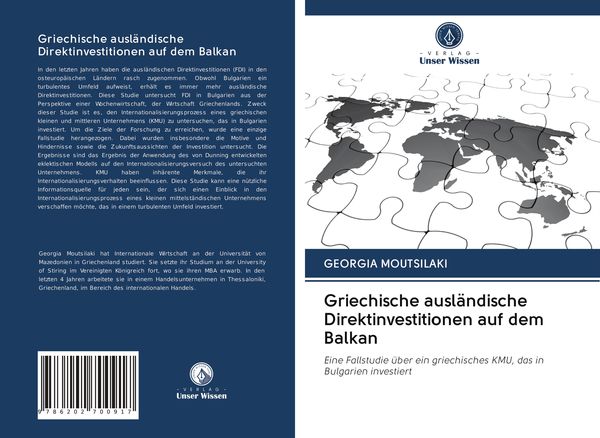 Griechische ausländische
Direktinvestitionen auf dem Balkan
In den letzten Jahren haben die ausländischen Direktinvestitionen (FDI) in den
osteuropäischen Ländern rasch zugenommen. Obwohl Bulgarien ein
turbulentes Umfeld aufweist, erhält es immer mehr ausländische
Direktinvestitionen. Diese Studie untersucht FDI in Bulgarien aus der
Perspektive einer Wochenwirtschaft, der Wirtschaft Griechenlands. Zweck
dieser Studie ist es, den Internationalisierungsprozess eines griechischen
kleinen und mittleren Unternehmens (KMU) zu untersuchen, das in Bulgarien
investiert. Um die Ziele der Forschung zu erreichen, wurde eine einzige
Fallstudie herangezogen. Dabei wurden insbesondere die Motive und
Hindernisse sowie die Zukunftsaussichten der Investition untersucht. Die
Ergebnisse sind das Ergebnis der Anwendung des von Dunning entwickelten
eklektischen Modells auf den Internationalisierungsversuch des untersuchten
Unternehmens. KMU haben inhärente Merkmale, die ihr
Internationalisierungsverhalten beeinflussen. Diese Studie kann eine nützliche
Informationsquelle für jeden sein, der sich einen Einblick in den
Internationalisierungsprozess eines kleinen mittelständischen Unternehmens
verschaffen möchte, das in einem turbulenten Umfeld investiert.
Georgia Moutsilaki hat Internationale Wirtschaft an der Universität von
Mazedonien in Griechenland studiert. Sie setzte ihr Studium an der University
of Stiring im Vereinigten Königreich fort, wo sie ihren MBA erwarb. In den
letzten 4 Jahren arbeitete sie in einem Handelsunternehmen in Thessaloniki,
Griechenland, im Bereich des internationalen Handels.
9 786202 700917
VERLAG
Unser Wissen
VERLAG
Unser Wissen
GEORGIA MOUTSILAKI
Griechische ausländische
Direktinvestitionen auf dem
Balkan
Eine Fallstudie über ein griechisches KMU, das in
Bulgarien investiert